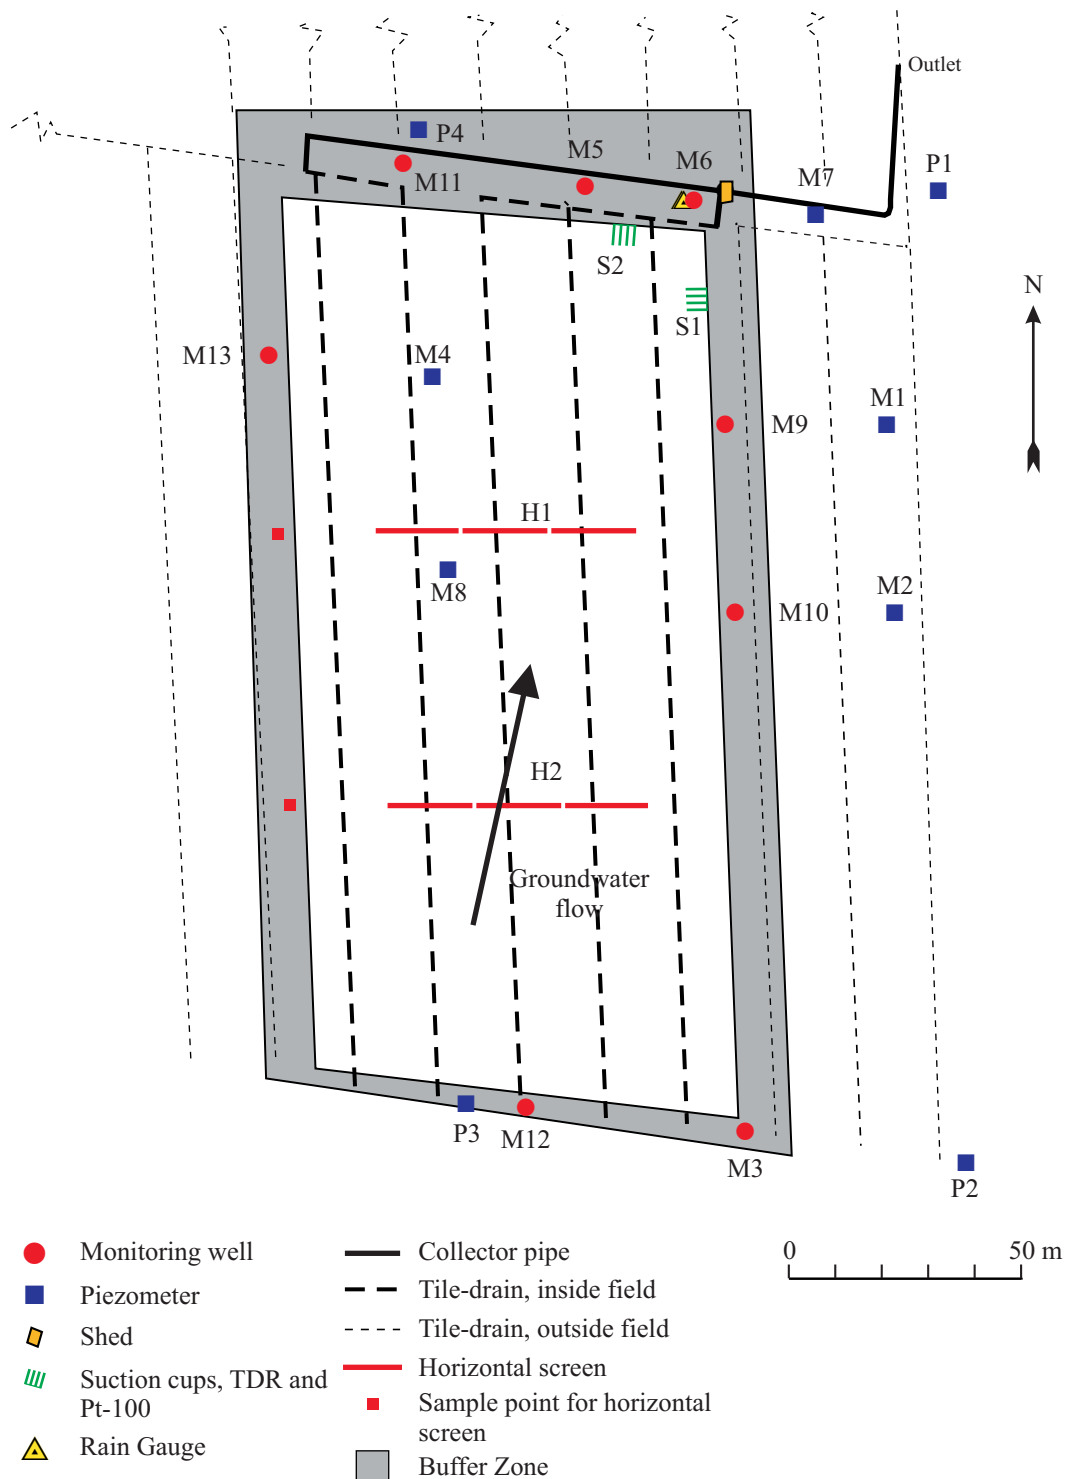 Outlet
P4
M5
M6
M7
P1
M11
S2
S1
N
M13
M4
M1
M9
H1
M8
M2
M10
H2
Groundwater
flow
P3
M12
M3
P2
Monitoring well
Piezometer
Shed
Suction cups, TDR and
Pt-100
Rain Gauge
Collector pipe
Tile-drain, inside field
Tile-drain, outside field
Horizontal screen
Sample point for horizontal
screen
Buffer Zone
0 50 m